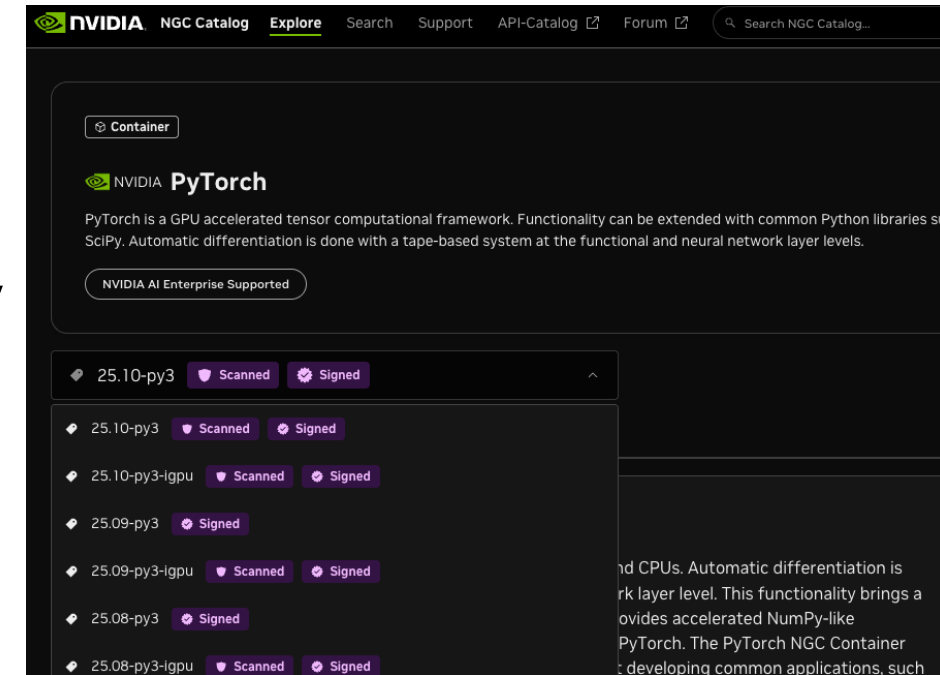 NVIDIA. NGC Catalog Explore Search Support API-Catalog Forum Search NGC Catalog...
Container
NVIDIA PyTorch
PyTorch is a GPU accelerated tensor computational framework. Functionality can be extended with common Python libraries
SciPy. Automatic differentiation is done with a tape-based system at the functional and neural network layer levels.
NVIDIA AI Enterprise Supported
25.10-py3 Scanned Signed
25.10-py3 Scanned Signed
25.10-py3-igpu Scanned Signed
25.09-py3 Signed
25.09-py3-igpu Scanned Signed
25.08-py3 Signed
25.08-py3-igpu Scanned Signed
CPUs. Automatic differentiation is
layer level. This functionality brings a
accelerated NumPy-like
PyTorch. The PyTorch NGC Container
developing common applications, such